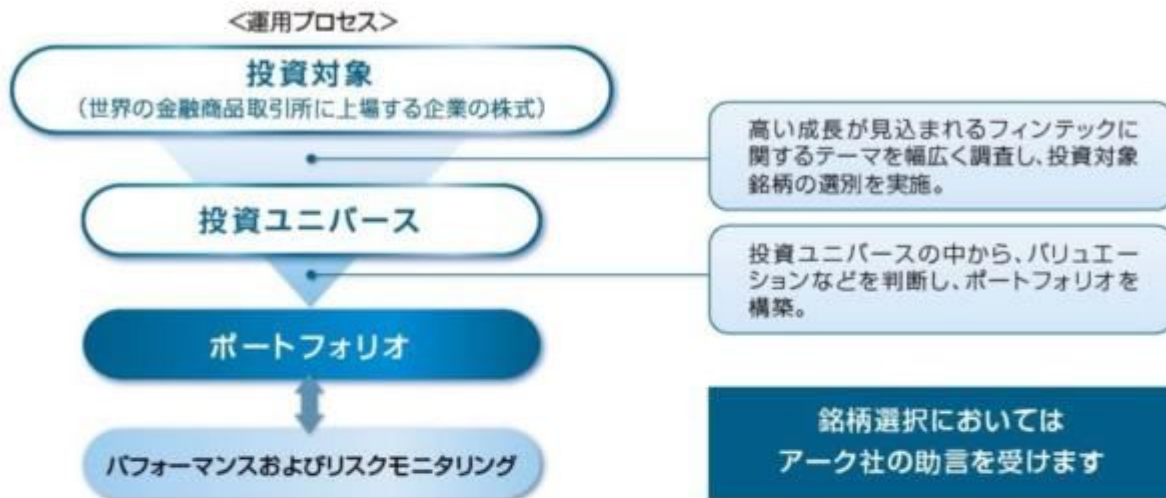 ＜運用プロセス＞
投資対象
（世界の金融商品取引所に上場する企業の株式）
高い成長が見込まれるフィンテックに
関するテーマを幅広く調査し、投資対象
銘柄の選別を実施。
投資ユニバース
投資ユニバースの中から、バリュエー
ションなどを判断し、ポートフォリオを
構築。
ポートフォリオ
パフォーマンスおよびリスクモニタリング
銘柄選択においては
アーク社の助言を受けます